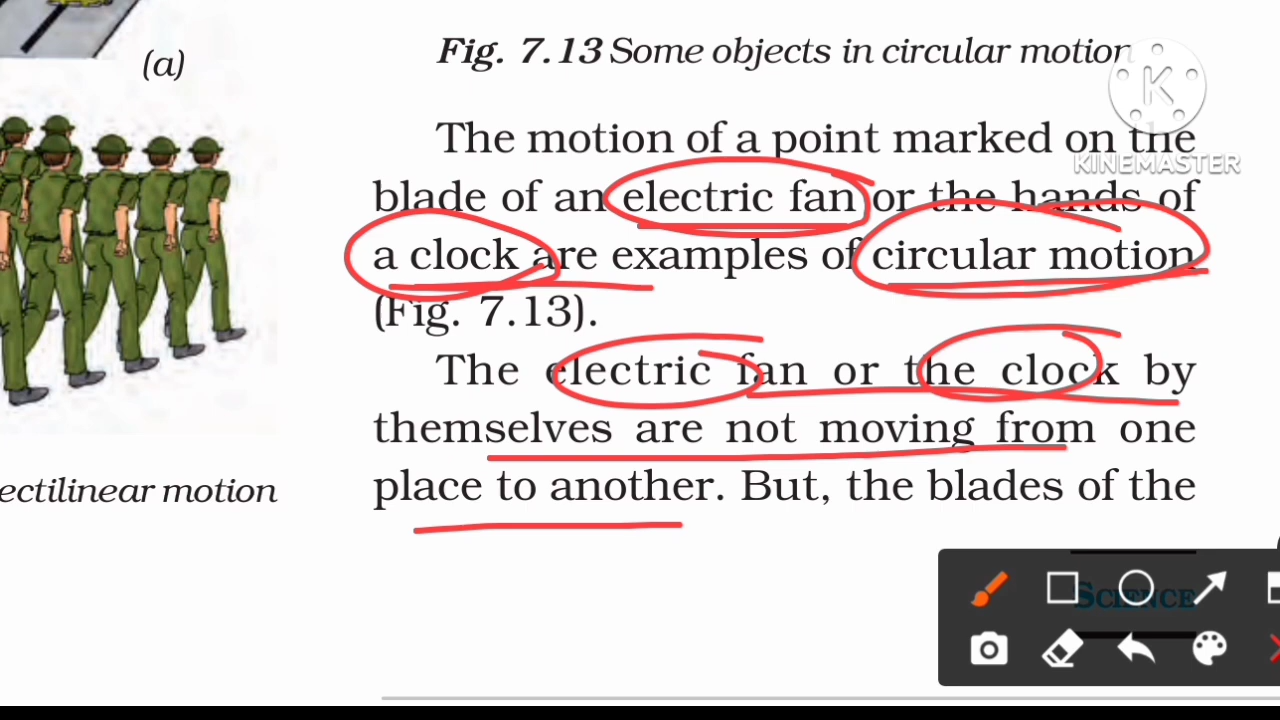 (a)
ectilinear motion
Fig. 7.13 Some objects in circular motion
The motion of a point marked on the
blade of an electric fan or the hands of
a clock are examples of circular motion
(Fig. 7.13).
The electric fan or the clock by
themselves are not moving from one
place to another. But, the blades of the
SCIENCE
K
KINEMASTER